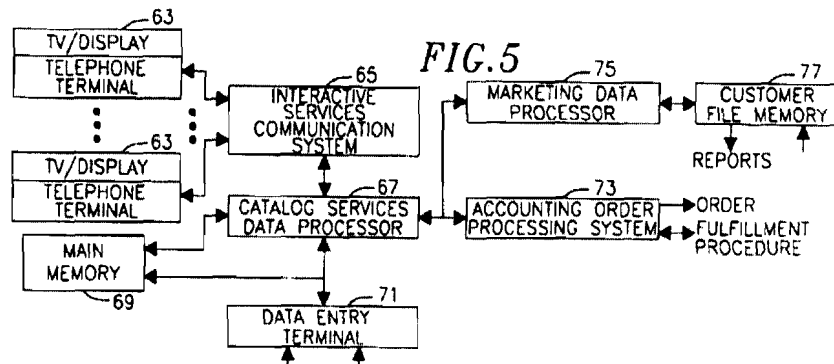 FIG.5
63
TV/DISPLAY
TELEPHONE
TERMINAL
63
TV/DISPLAY
TELEPHONE
TERMINAL
MAIN
MEMORY
69
65
INTERACTIVE
SERVICES
COMMUNICATION
SYSTEM
67
CATALOG SERVICES
DATA PROCESSOR
71
DATA ENTRY
TERMINAL
75
MARKETING DATA
PROCESSOR
77
CUSTOMER
FILE MEMORY
REPORTS
73
ACCOUNTING ORDER
PROCESSING SYSTEM
ORDER
FULFILLMENT
PROCEDURE